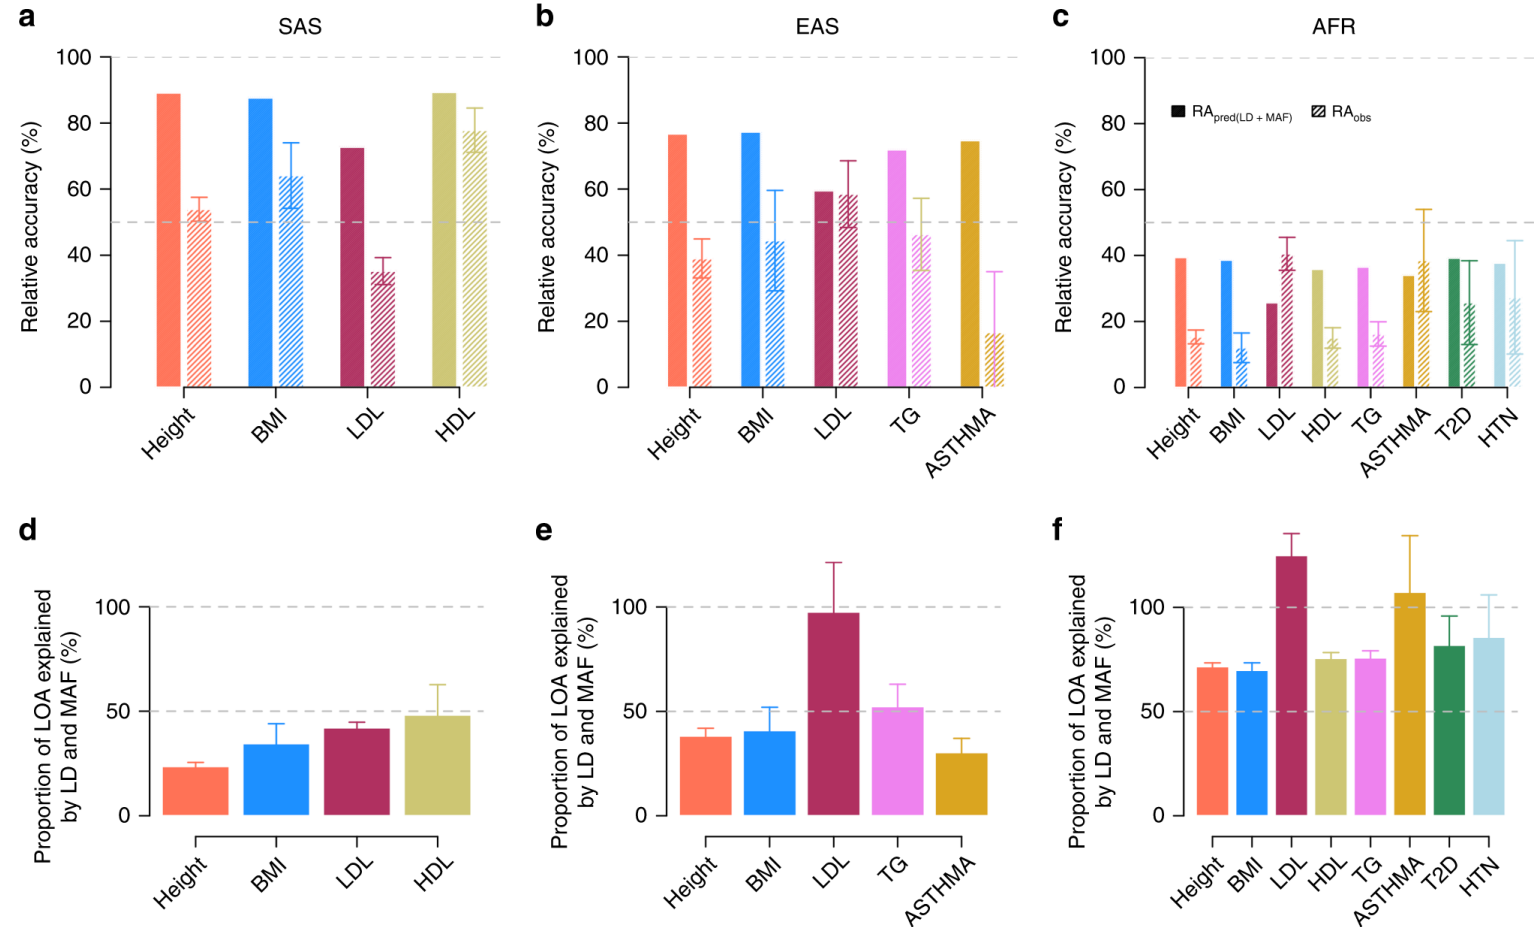 a
SAS
Relative accuracy (%)
100
80
60
40
20
0
Height
BMI
LDL
HDL
b
EAS
Relative accuracy (%)
100
80
60
40
20
0
Height
BMI
LDL
TG
ASTHMA
c
AFR
Relative accuracy (%)
100
80
60
40
20
0
RApred(LD + MAF)
RAobs
Height
BMI
LDL
HDL
TG
ASTHMA
T2D
HTN
d
Proportion of LOA explained
by LD and MAF (%)
100
50
0
Height
BMI
LDL
HDL
e
Proportion of LOA explained
by LD and MAF (%)
100
50
0
Height
BMI
LDL
TG
ASTHMA
f
Proportion of LOA explained
by LD and MAF (%)
100
50
0
Height
BMI
LDL
HDL
TG
ASTHMA
T2D
HTN